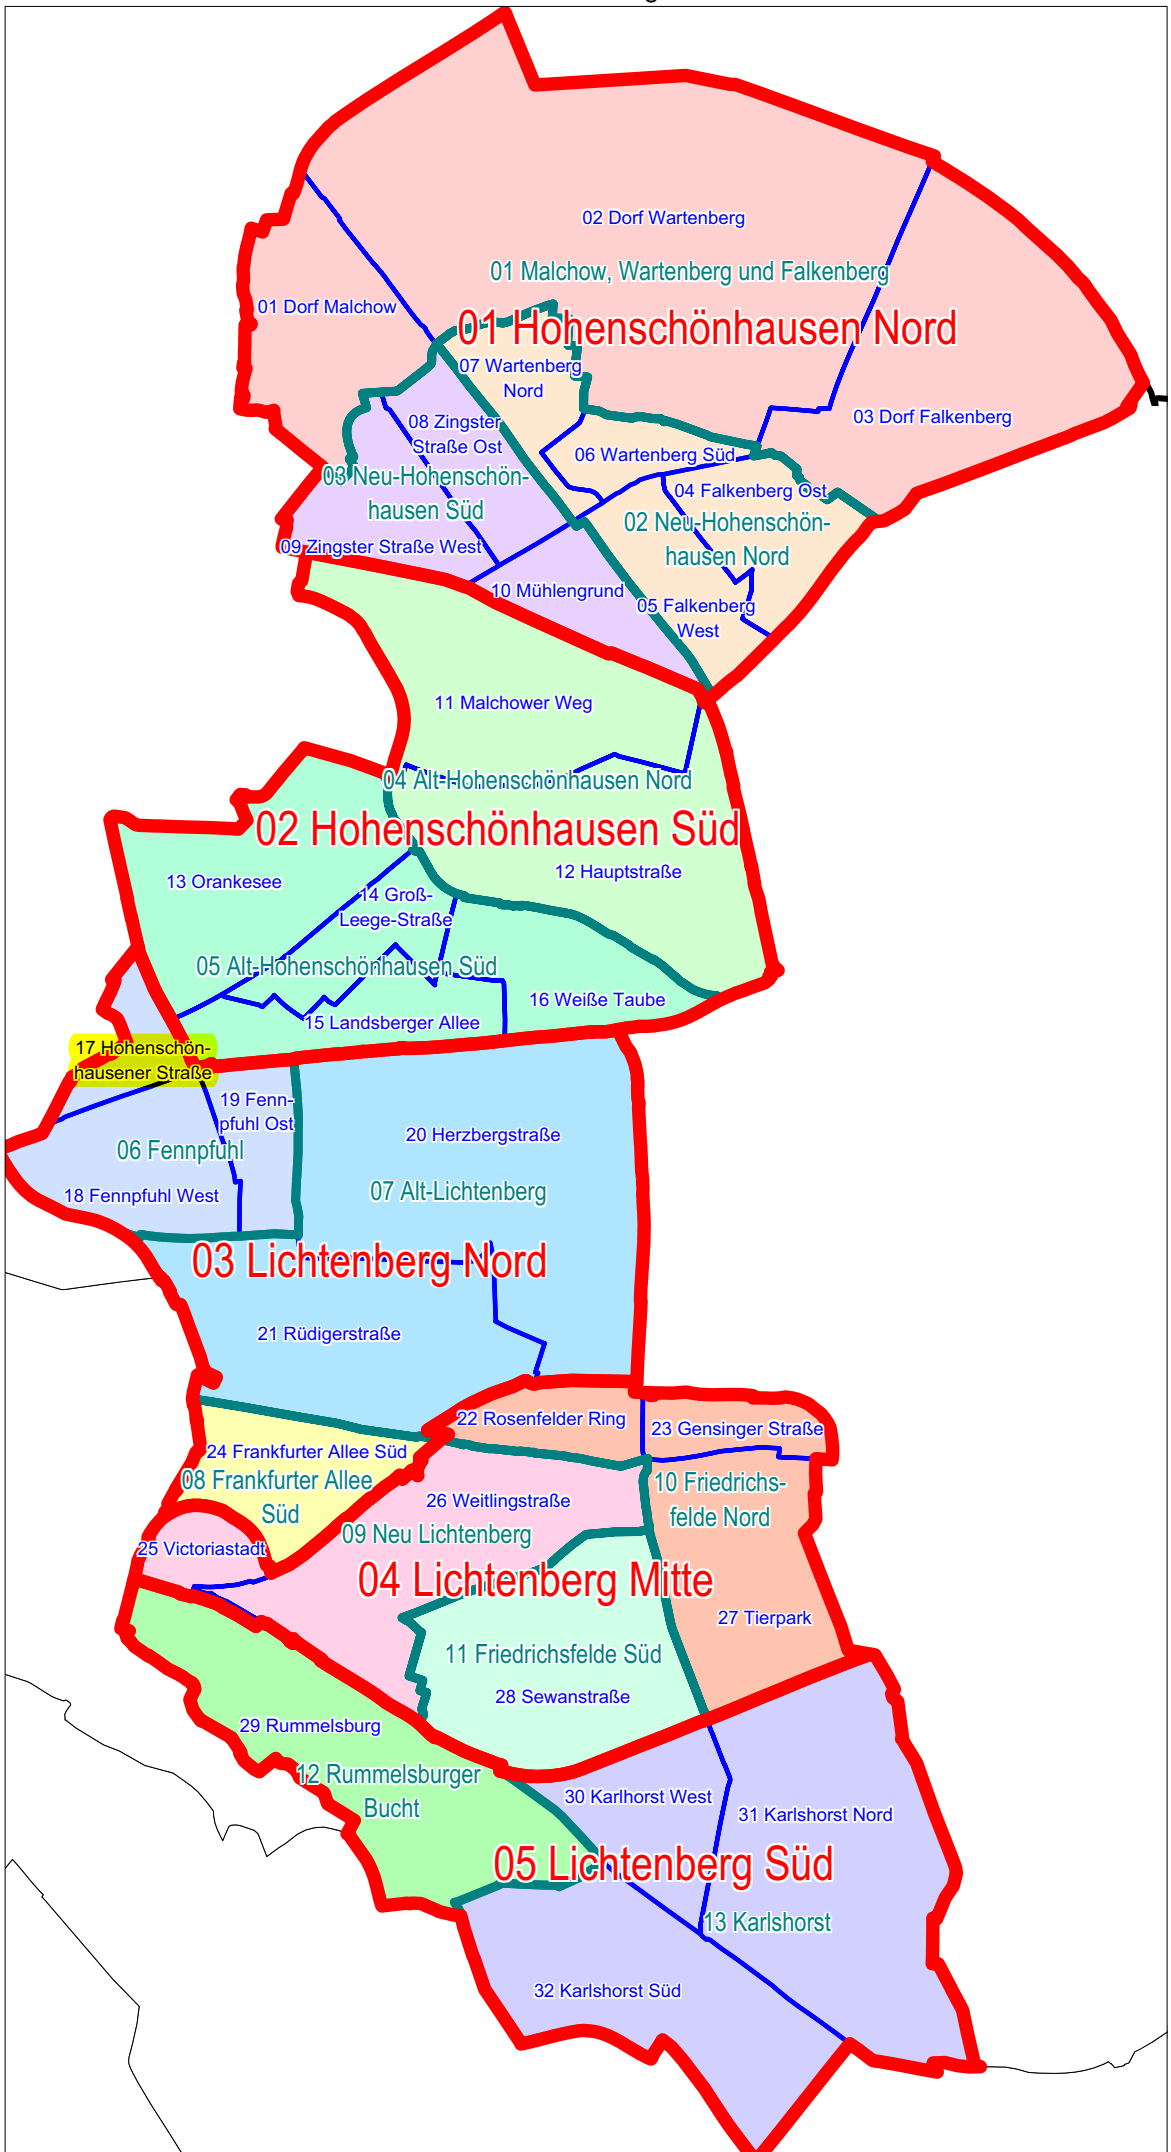 02 Dorf Wartenberg
01 Malchow, Wartenberg und Falkenberg
01 Dorf Malchow
01 Hohenschönhausen Nord
07 Wartenberg
Nord
03 Dorf Falkenberg
08 Zingster
Straße Ost
06 Wartenberg Süd
03 Neu-Hohenschön-
hausen Süd
04 Falkenberg Ost
02 Neu-Hohenschön-
hausen Nord
09 Zingster Straße West
10 Mühlengrund
05 Falkenberg
West
11 Malchower Weg
04 Alt-Hohenschönhausen Nord
02 Hohenschönhausen Süd
12 Hauptstraße
13 Orankesee
14 Groß-
Leege-Straße
05 Alt-Hohenschönhausen Süd
16 Weiße Taube
15 Landsberger Allee
17 Hohenschön-
hausener Straße
19 Fenn-
pfuhl Ost
20 Herzbergstraße
06 Fennpfuhl
18 Fennpfuhl West
07 Alt-Lichtenberg
03 Lichtenberg Nord
21 Rüdigerstraße
22 Rosenfelder Ring
23 Gensinger Straße
24 Frankfurter Allee Süd
08 Frankfurter Allee
Süd
10 Friedrichs-
felde Nord
26 Weitlingstraße
09 Neu Lichtenberg
25 Victoriastadt
04 Lichtenberg Mitte
27 Tierpark
11 Friedrichsfelde Süd
28 Sewanstraße
29 Rummelsburg
12 Rummelsburger
Bucht
30 Karlhorst West
31 Karlshorst Nord
05 Lichtenberg Süd
13 Karlshorst
32 Karlshorst Süd